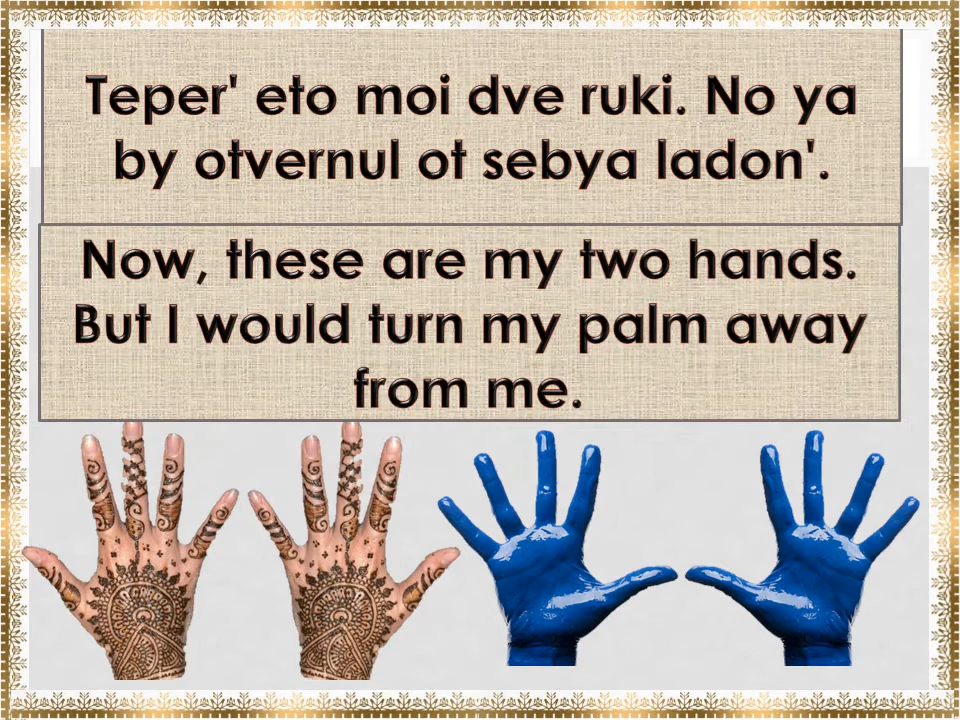 Teper' eto moi dve ruki. No ya
by otvernul ot sebya ladon'.
Now, these are my two hands.
But I would turn my palm away
from me.